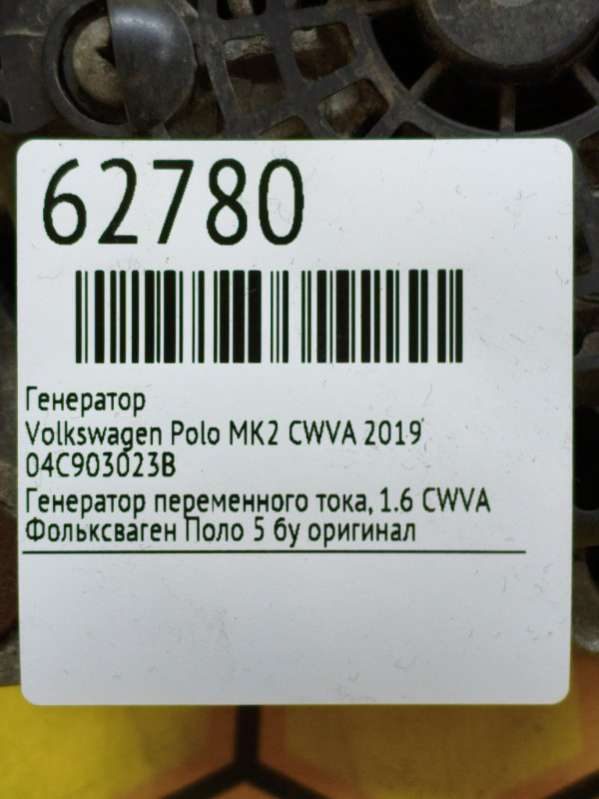 62780
Генератор
Volkswagen Polo MK2 CWVA 2019
04C903023B
Генератор переменного тока, 1.6 CWVA
Фольксваген Поло 5 бу оригинал